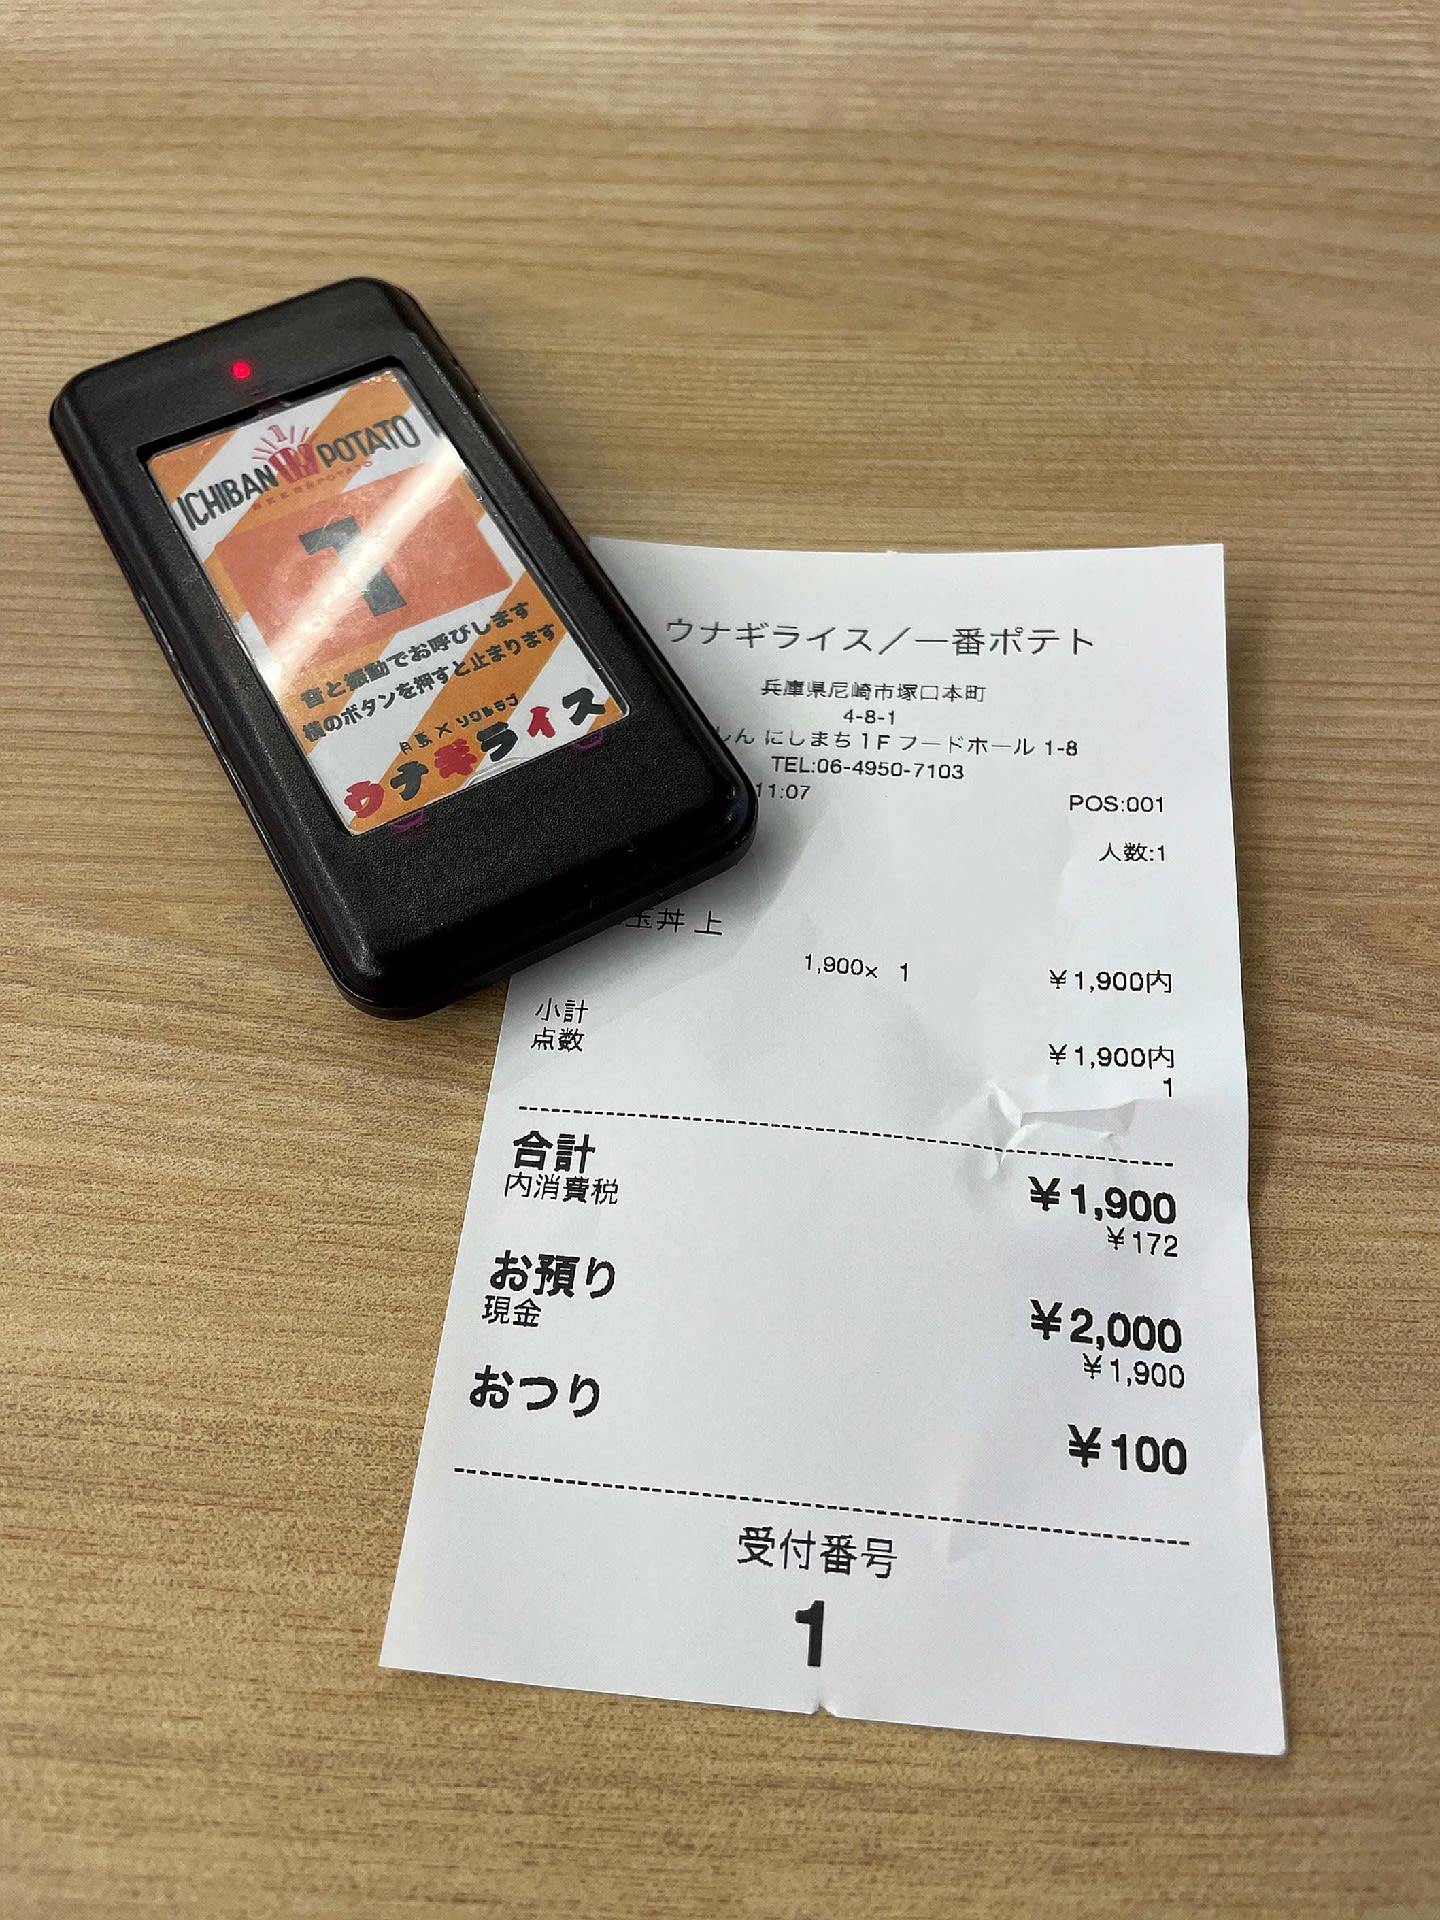 ICHIBAN POTATO
1
音と振動でお呼びします
横のボタンを押すと止まります
ウナギライス
ウナギライス／一番ポテト
兵庫県尼崎市塚口本町
4-8-1
しん にしまち1Fフードホール 1-8
TEL:06-4950-7103
11:07 POS:001
人数:1
玉丼 上
1,900× 1 ¥1,900内
小計 ¥1,900内
点数 1
合計 ¥1,900
内消費税 ¥172
お預り ¥2,000
現金 ¥1,900
おつり ¥100
受付番号
1